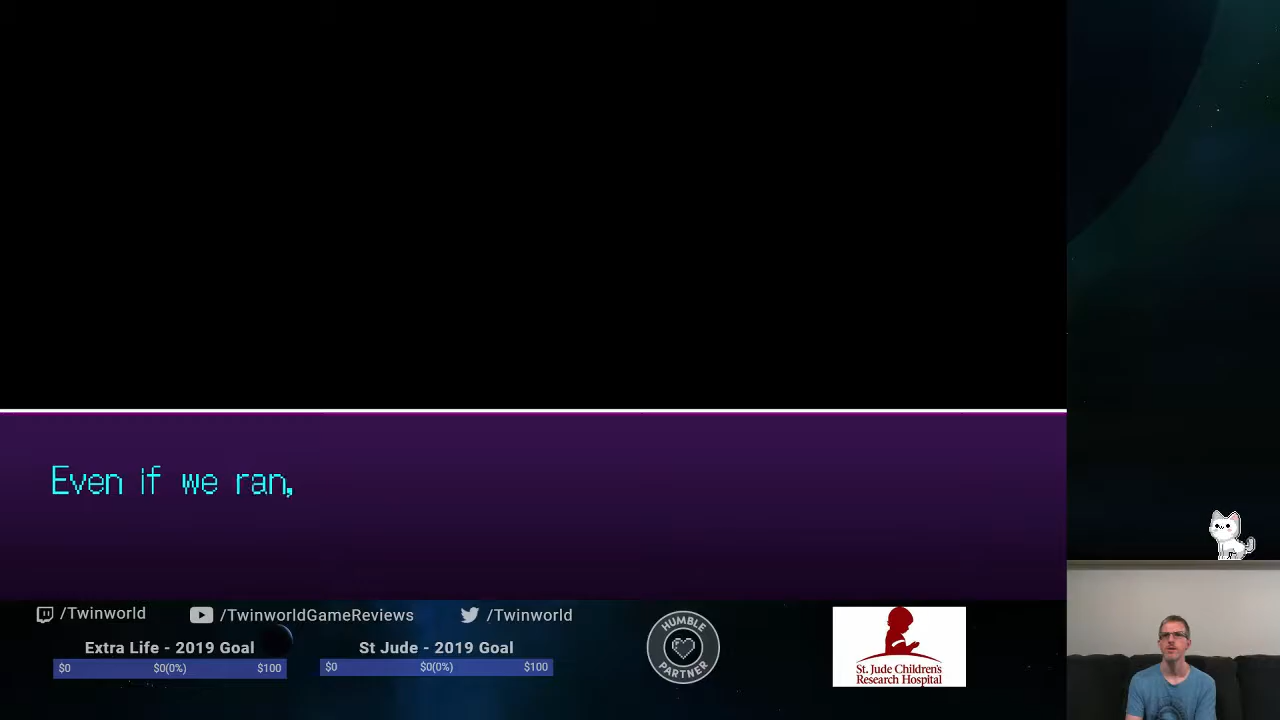 Even if we ran,
/Twinworld
/TwinworldGameReviews
/Twinworld
Extra Life - 2019 Goal
$0 $0(0%) $100
St Jude - 2019 Goal
$0 $0(0%) $100
HUMBLE
PARTNER
St. Jude Children's
Research Hospital